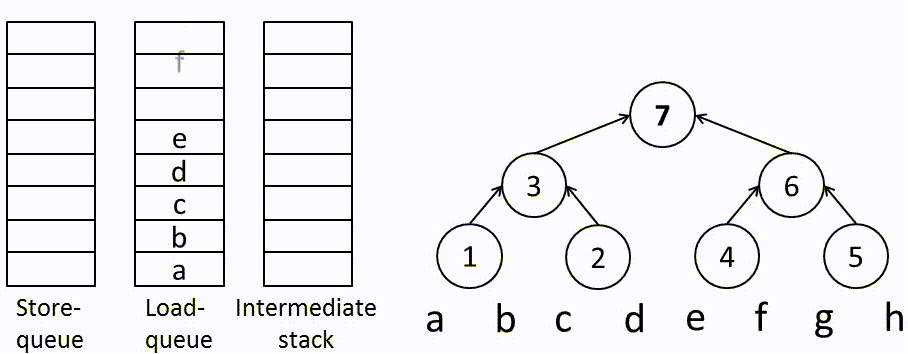 f
e
d
c
b
a
Store-
queue
Load-
queue
Intermediate
stack
7
3
6
1
2
4
5
a b c d e f g h